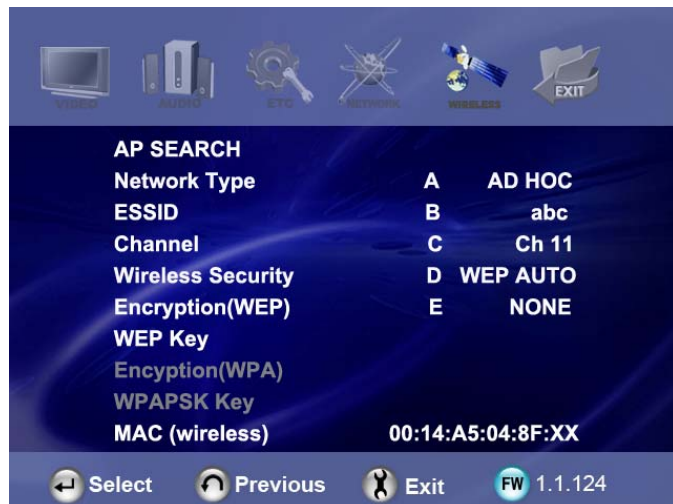 VIDEO AUDIO ETC NETWORK WIRELESS EXIT
AP SEARCH
Network Type A AD HOC
ESSID B abc
Channel C Ch 11
Wireless Security D WEP AUTO
Encryption(WEP) E NONE
WEP Key
Encyption(WPA)
WPAPSK Key
MAC (wireless) 00:14:A5:04:8F:XX
Select Previous Exit FW 1.1.124